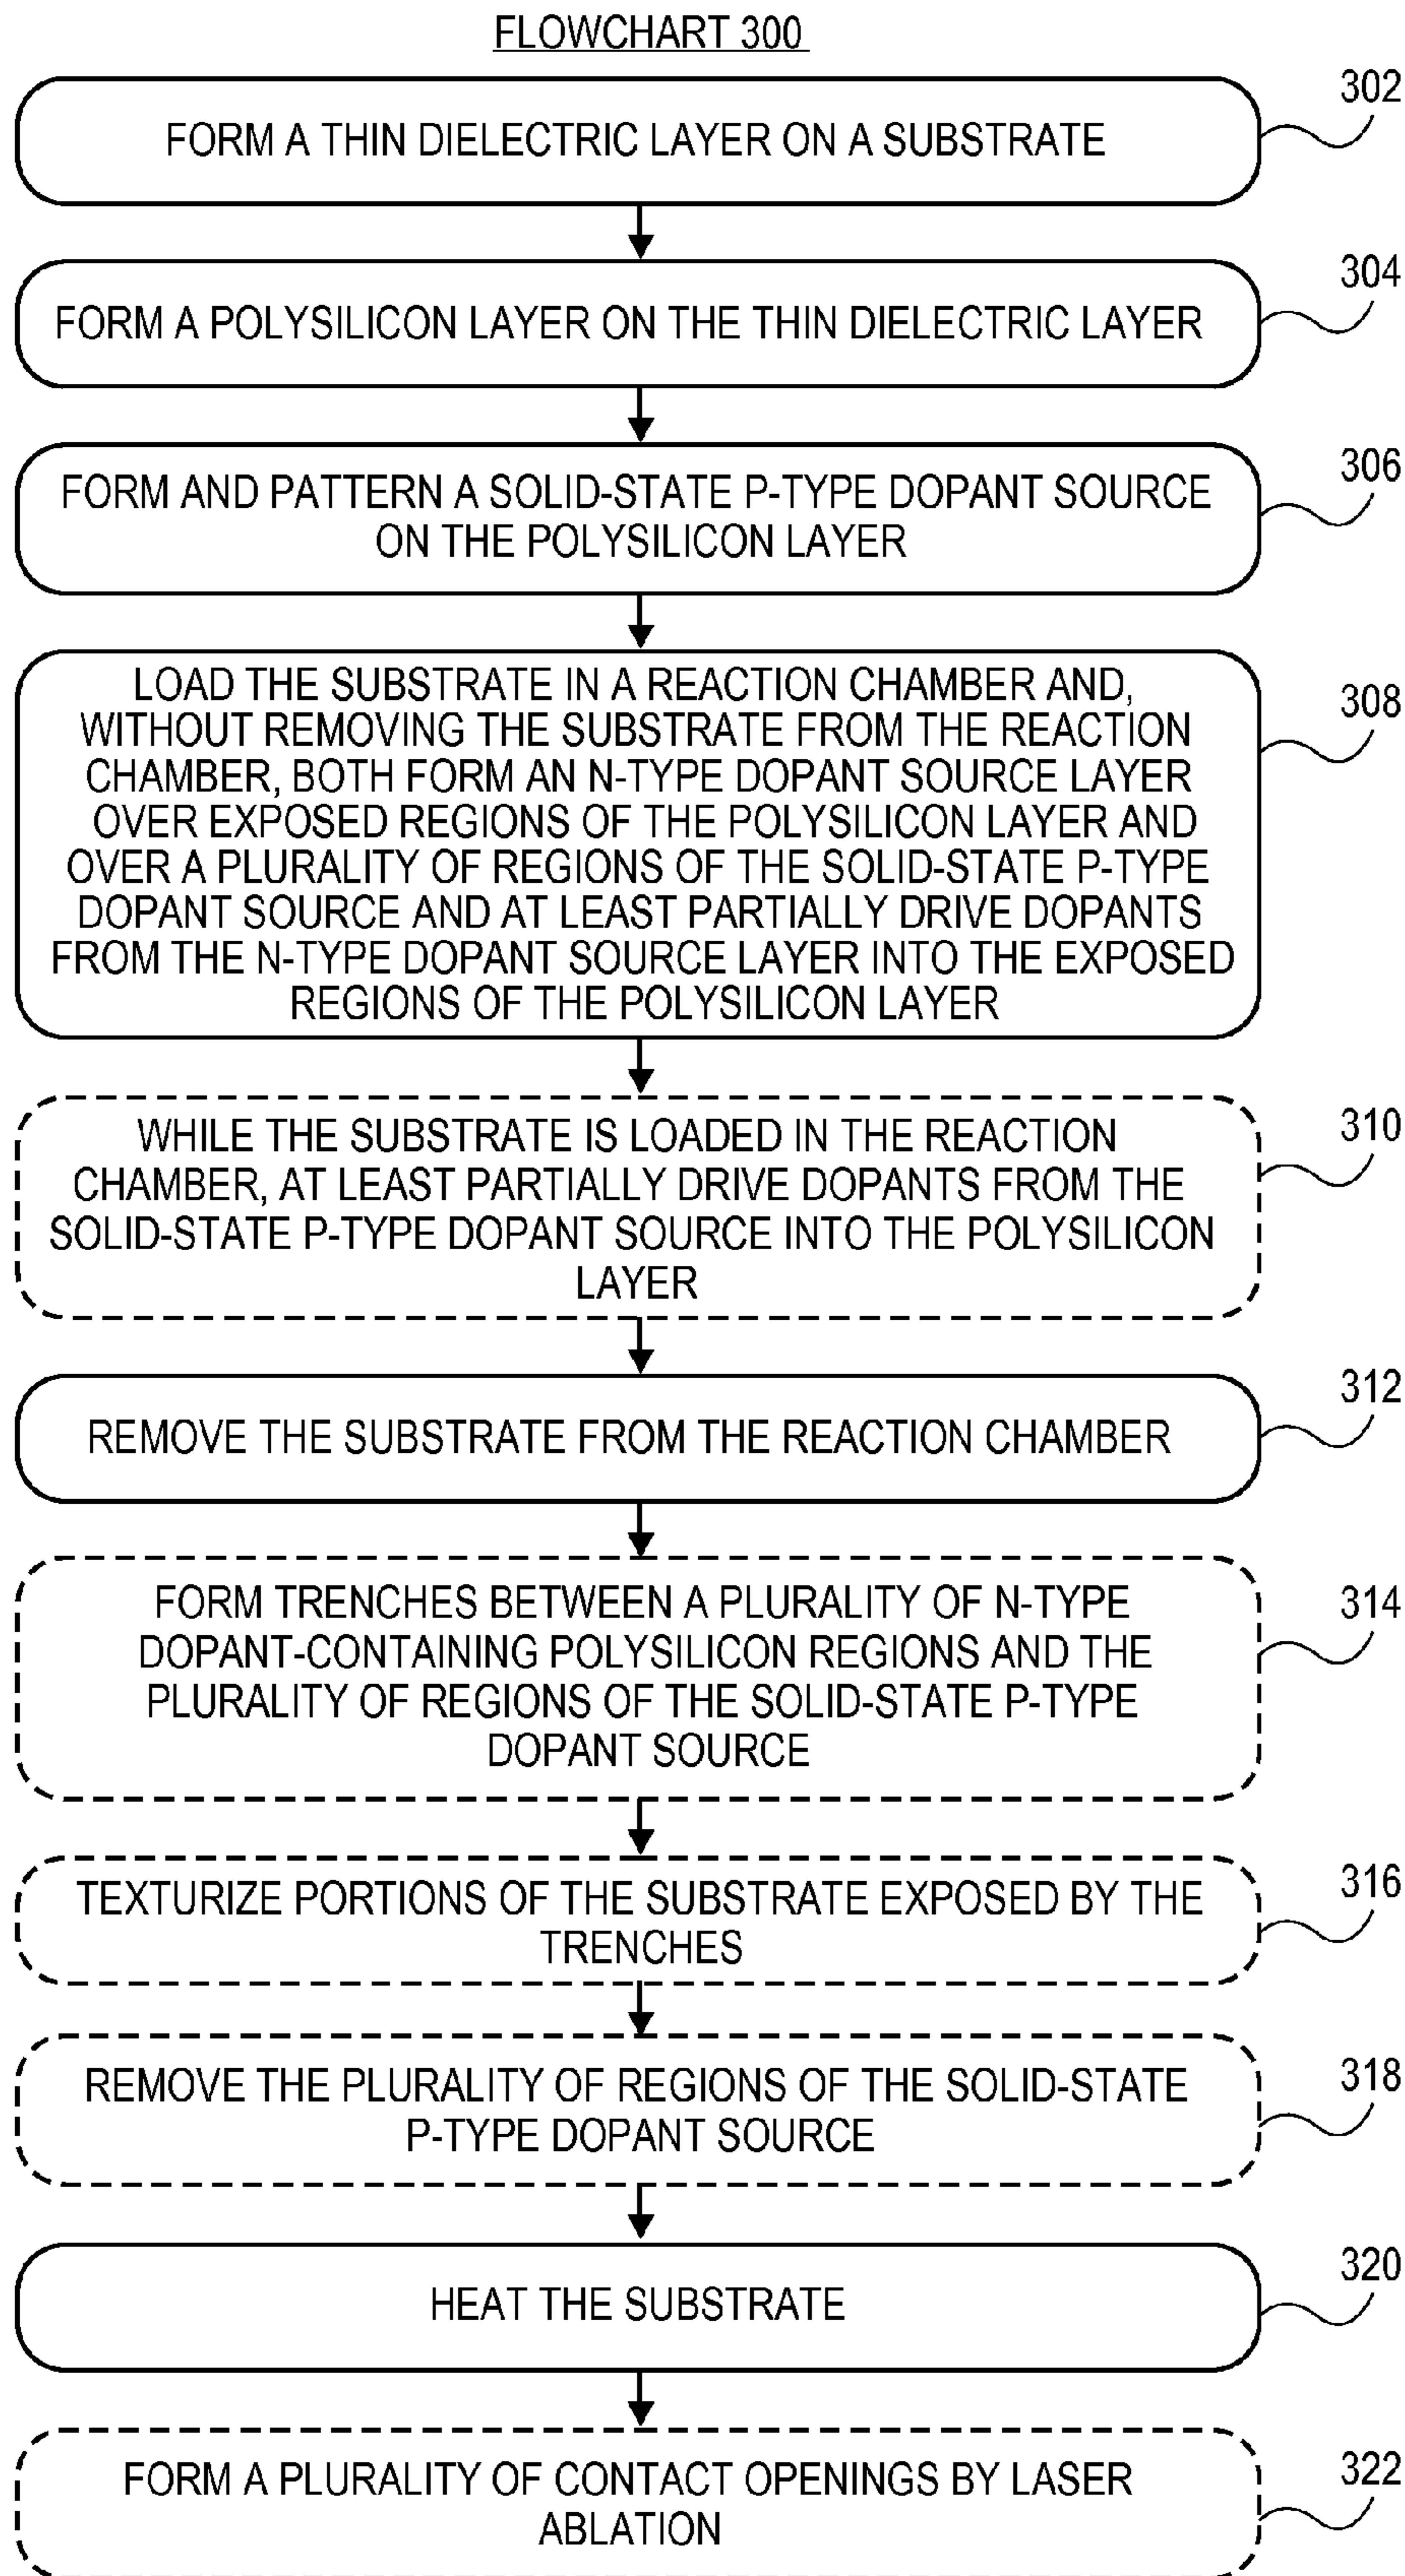 FLOWCHART 300
302
FORM A THIN DIELECTRIC LAYER ON A SUBSTRATE
304
FORM A POLYSILICON LAYER ON THE THIN DIELECTRIC LAYER
306
FORM AND PATTERN A SOLID-STATE P-TYPE DOPANT SOURCE
ON THE POLYSILICON LAYER
308
LOAD THE SUBSTRATE IN A REACTION CHAMBER AND,
WITHOUT REMOVING THE SUBSTRATE FROM THE REACTION
CHAMBER, BOTH FORM AN N-TYPE DOPANT SOURCE LAYER
OVER EXPOSED REGIONS OF THE POLYSILICON LAYER AND
OVER A PLURALITY OF REGIONS OF THE SOLID-STATE P-TYPE
DOPANT SOURCE AND AT LEAST PARTIALLY DRIVE DOPANTS
FROM THE N-TYPE DOPANT SOURCE LAYER INTO THE EXPOSED
REGIONS OF THE POLYSILICON LAYER
310
WHILE THE SUBSTRATE IS LOADED IN THE REACTION
CHAMBER, AT LEAST PARTIALLY DRIVE DOPANTS FROM THE
SOLID-STATE P-TYPE DOPANT SOURCE INTO THE POLYSILICON
LAYER
312
REMOVE THE SUBSTRATE FROM THE REACTION CHAMBER
314
FORM TRENCHES BETWEEN A PLURALITY OF N-TYPE
DOPANT-CONTAINING POLYSILICON REGIONS AND THE
PLURALITY OF REGIONS OF THE SOLID-STATE P-TYPE
DOPANT SOURCE
316
TEXTURIZE PORTIONS OF THE SUBSTRATE EXPOSED BY THE
TRENCHES
318
REMOVE THE PLURALITY OF REGIONS OF THE SOLID-STATE
P-TYPE DOPANT SOURCE
320
HEAT THE SUBSTRATE
322
FORM A PLURALITY OF CONTACT OPENINGS BY LASER
ABLATION